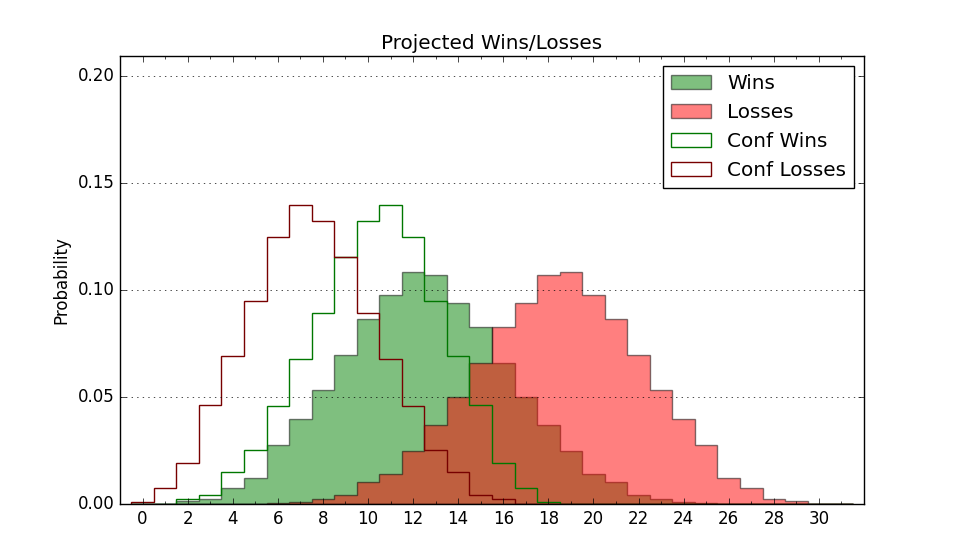 Projected Wins/Losses
Probability
0.20
0.15
0.10
0.05
0.00
Wins
Losses
Conf Wins
Conf Losses
0 2 4 6 8 10 12 14 16 18 20 22 24 26 28 30